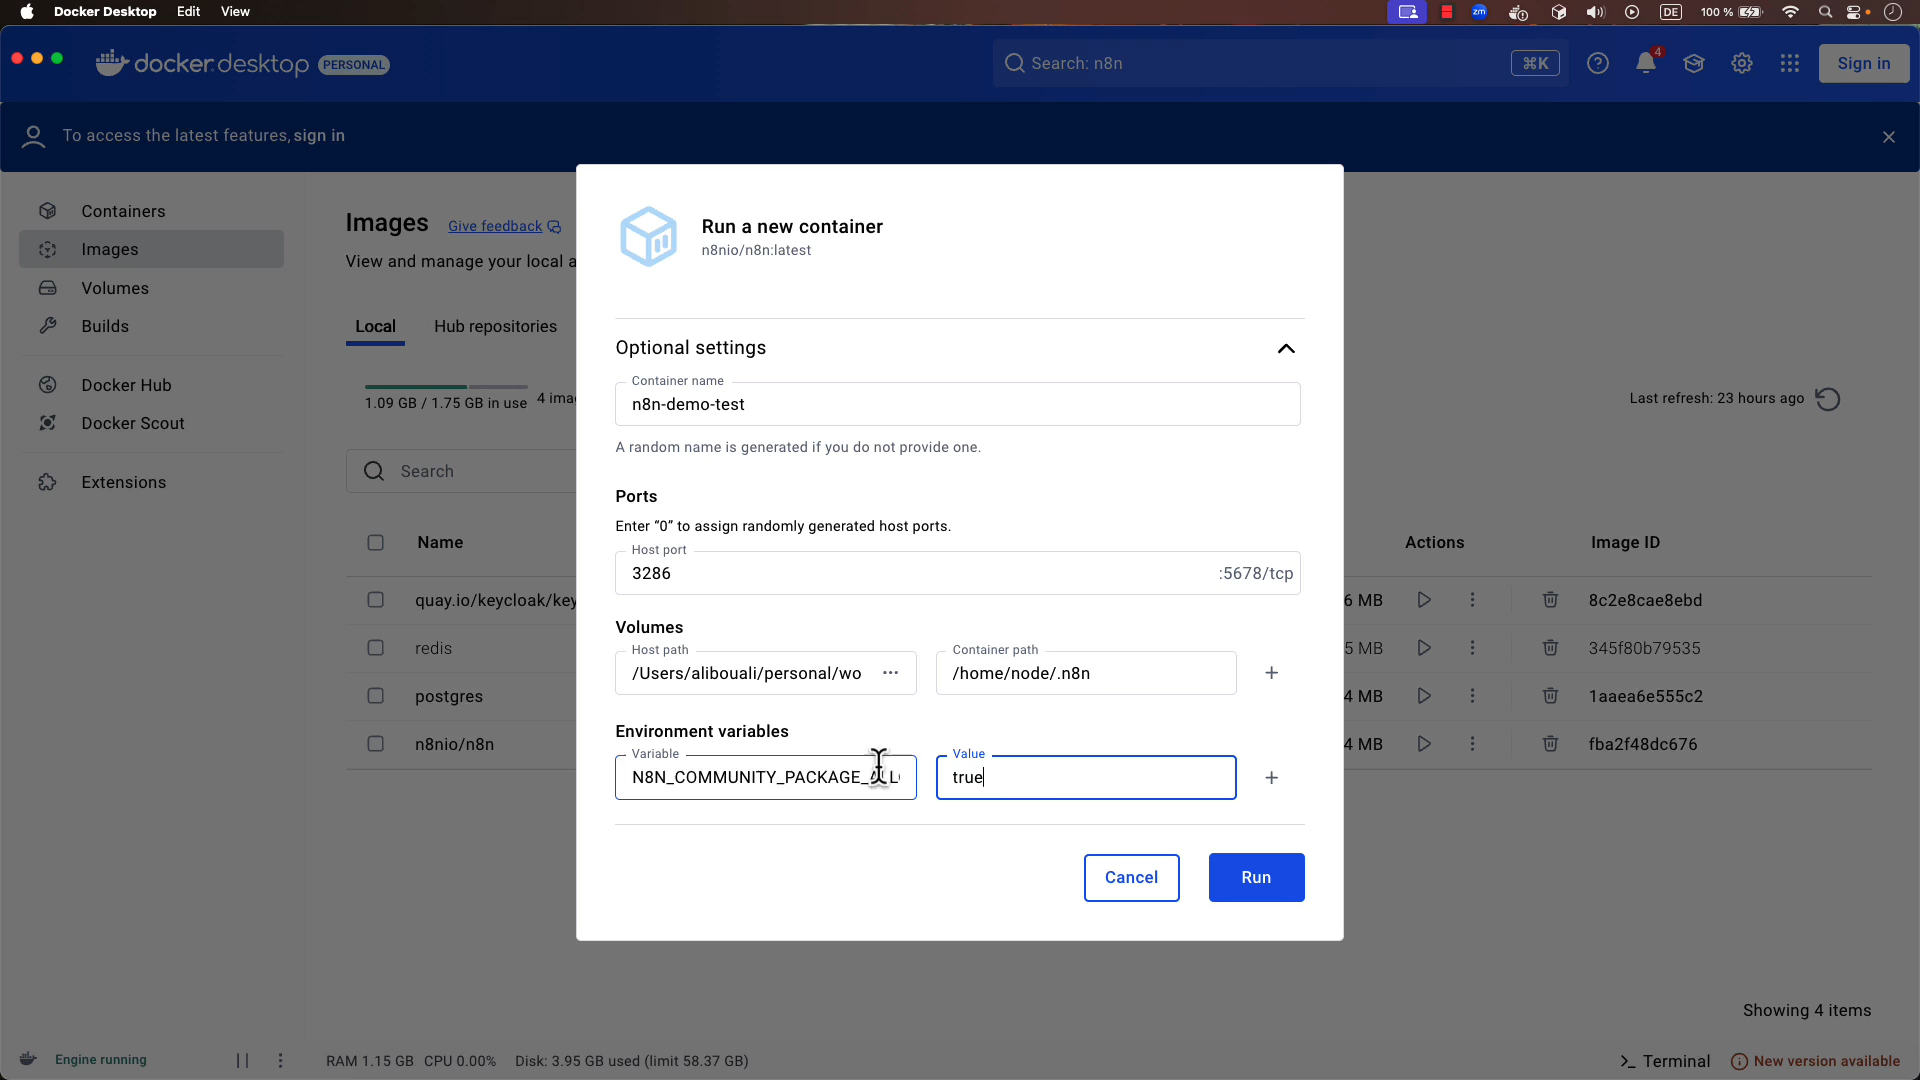 Docker Desktop Edit View
zm DE 100 %
docker.desktop PERSONAL
Search: n8n ⌘K 4 Sign in
To access the latest features, sign in
Containers
Images
Volumes
Builds
Docker Hub
Docker Scout
Extensions
Images Give feedback
View and manage your local a
Local Hub repositories
1.09 GB / 1.75 GB in use 4 ima
Last refresh: 23 hours ago
Search
Name Actions Image ID
quay.io/keycloak/key 6 MB 8c2e8cae8ebd
redis 5 MB 345f80b79535
postgres 4 MB 1aaea6e555c2
n8nio/n8n 4 MB fba2f48dc676
Run a new container
n8nio/n8n:latest
Optional settings
Container name
n8n-demo-test
A random name is generated if you do not provide one.
Ports
Enter “0” to assign randomly generated host ports.
Host port
3286 :5678/tcp
Volumes
Host path Container path
/Users/alibouali/personal/wo ··· /home/node/.n8n +
Environment variables
Variable Value
N8N_COMMUNITY_PACKAGE_ALL true +
Cancel Run
Showing 4 items
Engine running RAM 1.15 GB CPU 0.00% Disk: 3.95 GB used (limit 58.37 GB)
>_ Terminal New version available